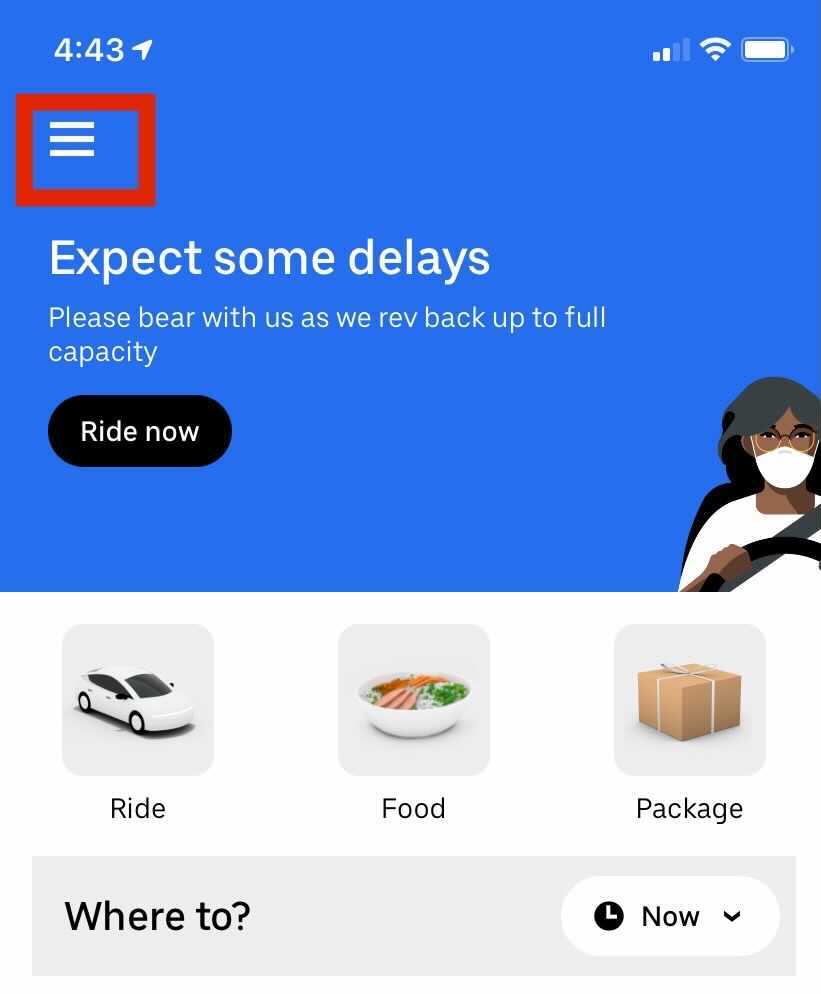 4:43
Expect some delays
Please bear with us as we rev back up to full
capacity
Ride now
Ride Food Package
Where to? Now